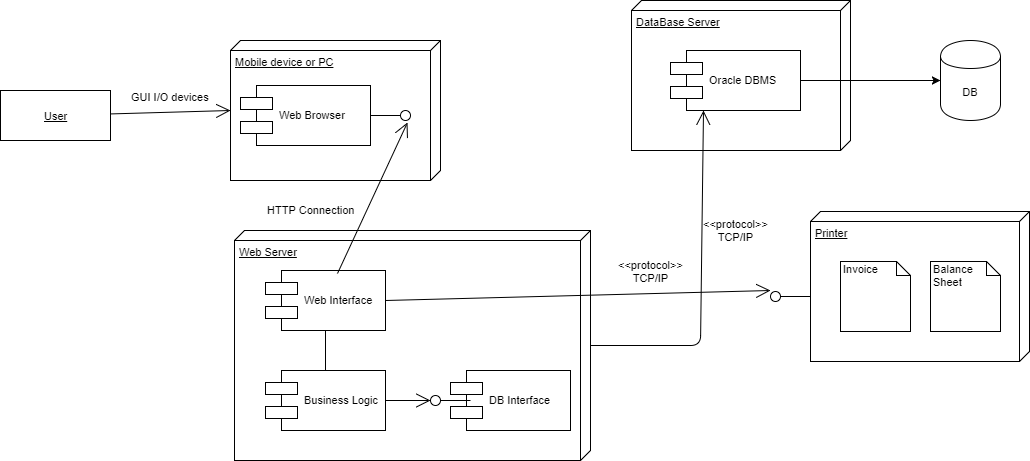 DataBase Server
Oracle DBMS
DB
Mobile device or PC
Web Browser
GUI I/O devices
User
HTTP Connection
<<protocol>>
TCP/IP
Printer
Invoice
Balance
Sheet
Web Server
<<protocol>>
TCP/IP
Web Interface
Business Logic
DB Interface